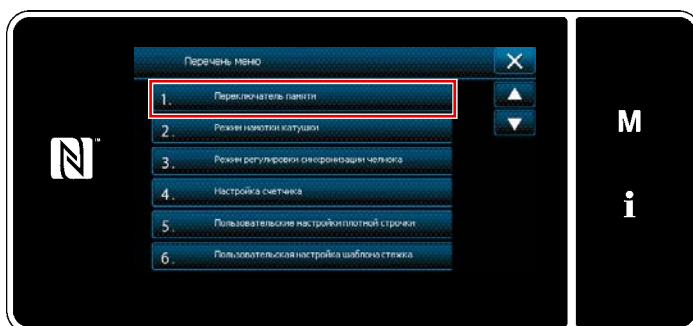 Перечень меню
1. Переключатель памяти
2. Режим намотки катушки
3. Режим регулировки синхронизации челнока
4. Настройка счетчика
5. Пользовательские настройки плотной строчки
6. Пользовательская настройка шаблона стежка
M
i
N